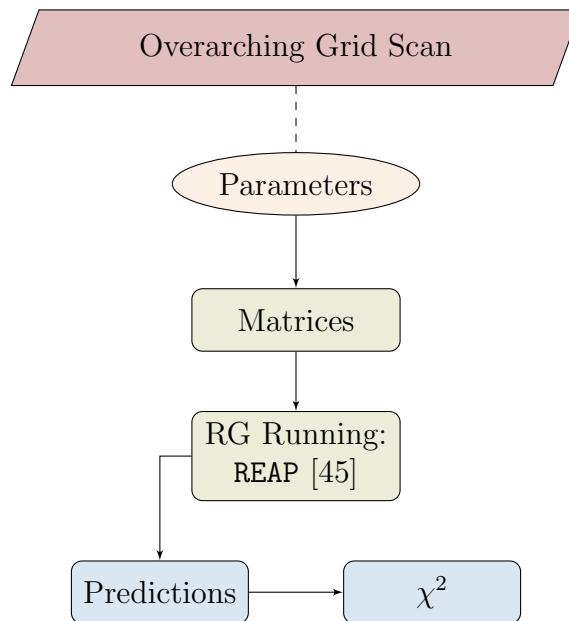 Overarching Grid Scan
Parameters
Matrices
RG Running:
REAP [45]
Predictions
χ²